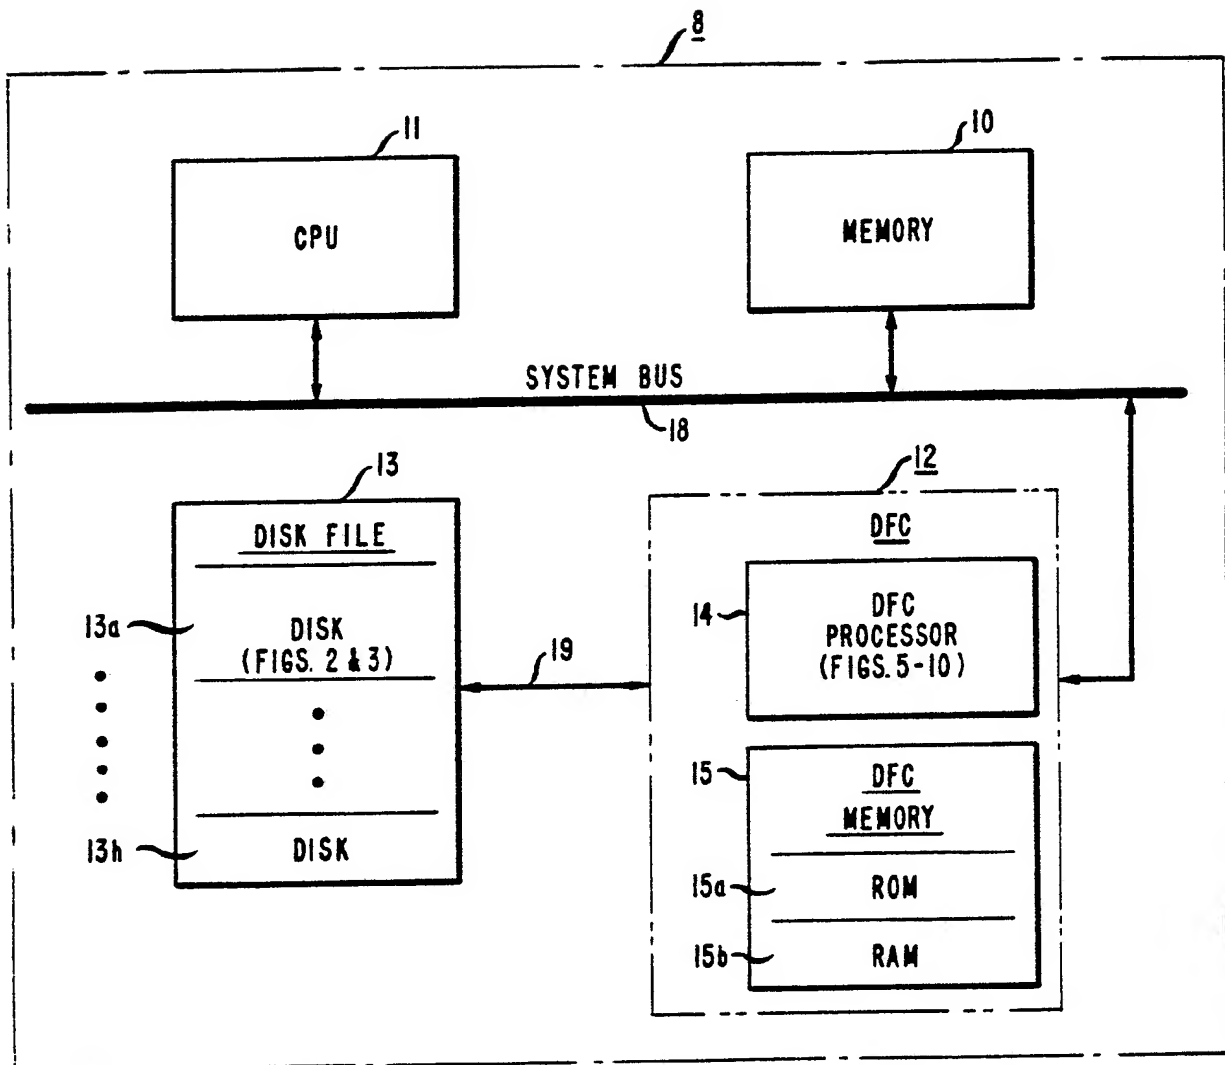 8
11
10
CPU
MEMORY
SYSTEM BUS
18
13
12
DISK FILE
DFC
13a
DISK
(FIGS. 2 & 3)
19
14
DFC
PROCESSOR
(FIGS. 5-10)
15
DFC
MEMORY
13h
DISK
15a
ROM
15b
RAM